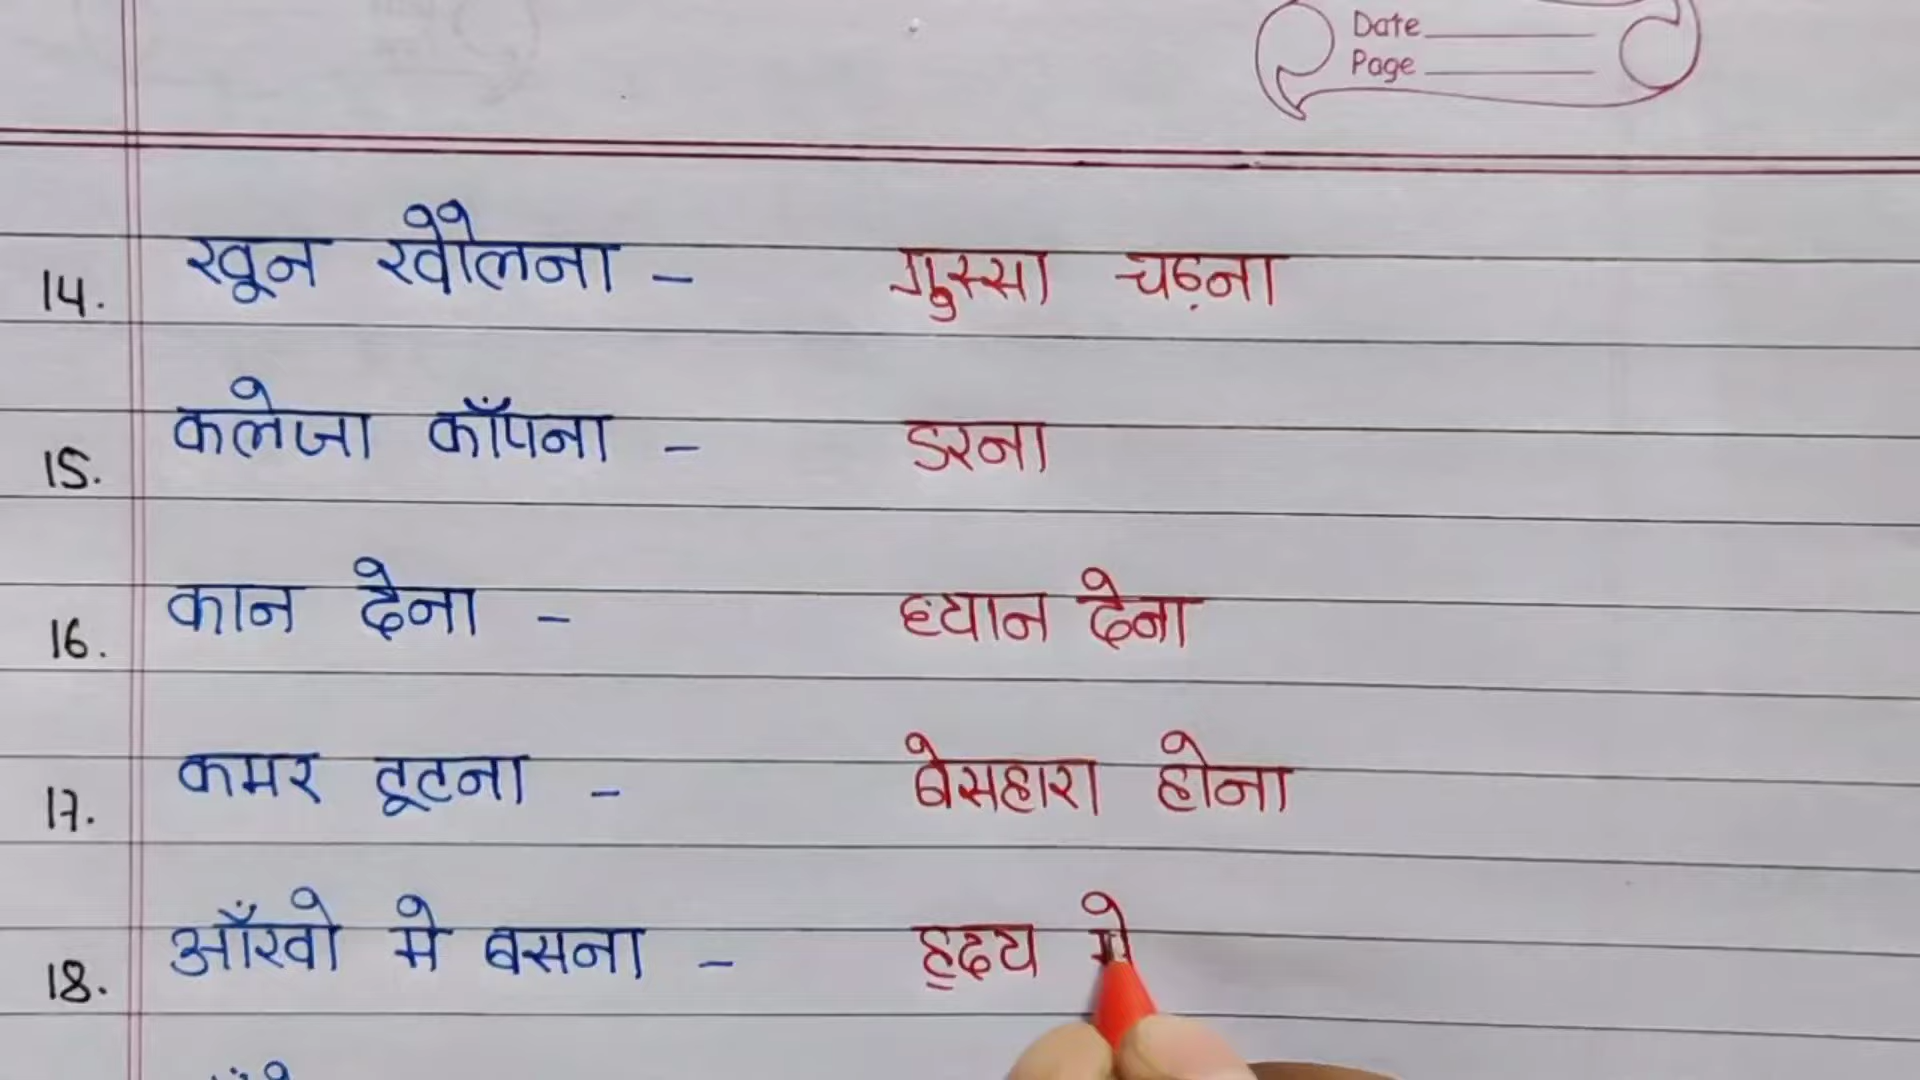 Date
Page
14. खून खौलना - गुस्सा चढ़ना
15. कलेजा काँपना - डरना
16. कान देना - ध्यान देना
17. कमर टूटना - बेसहारा होना
18. आँखो मे बसना - हृदय मे